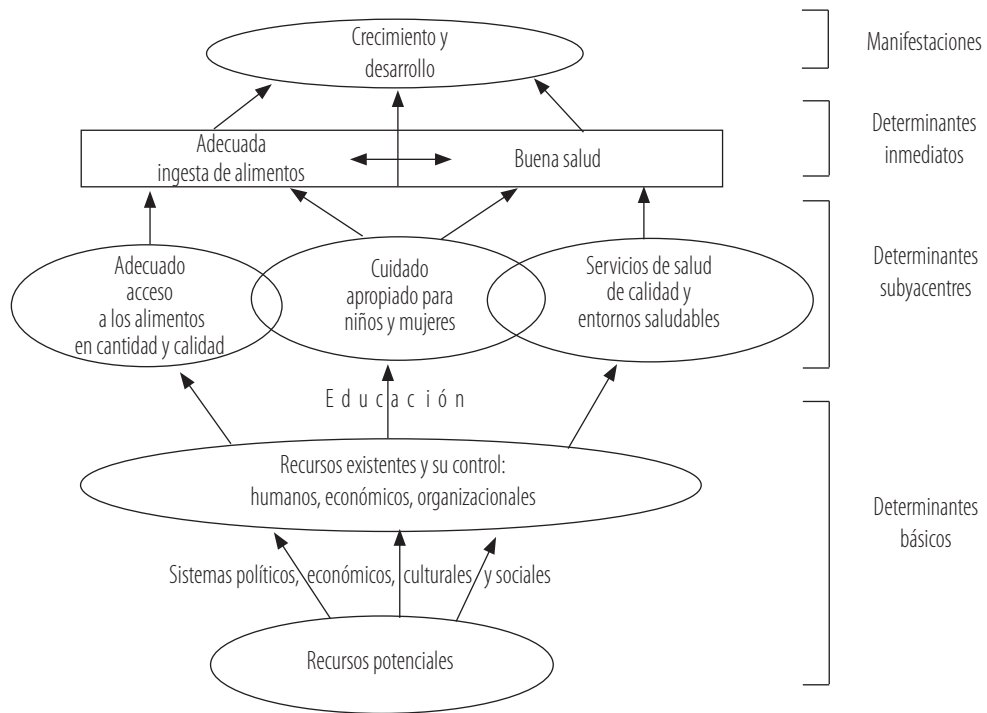 Crecimiento y
desarrollo
Manifestaciones
Adecuada
ingesta de alimentos
Buena salud
Determinantes
inmediatos
Adecuado
acceso
a los alimentos
en cantidad y calidad
Cuidado
apropiado para
niños y mujeres
Servicios de salud
de calidad y
entornos saludables
Determinantes
subyacentres
Educación
Recursos existentes y su control:
humanos, económicos, organizacionales
Determinantes
básicos
Sistemas políticos, económicos, culturales y sociales
Recursos potenciales